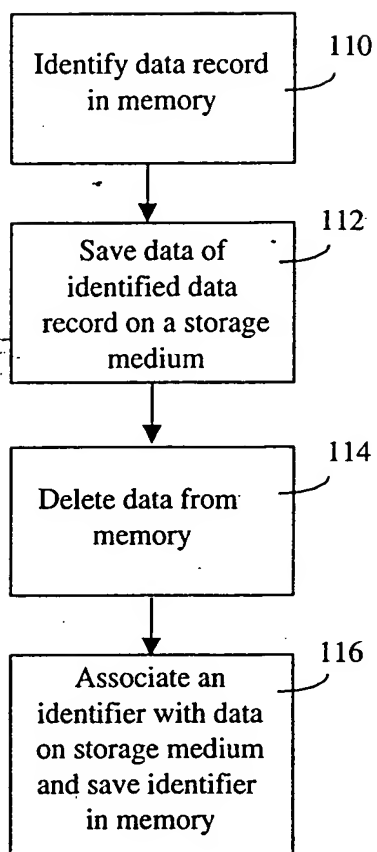 Identify data record
in memory
110
Save data of
identified data
record on a storage
medium
112
Delete data from
memory
114
Associate an
identifier with data
on storage medium
and save identifier
in memory
116